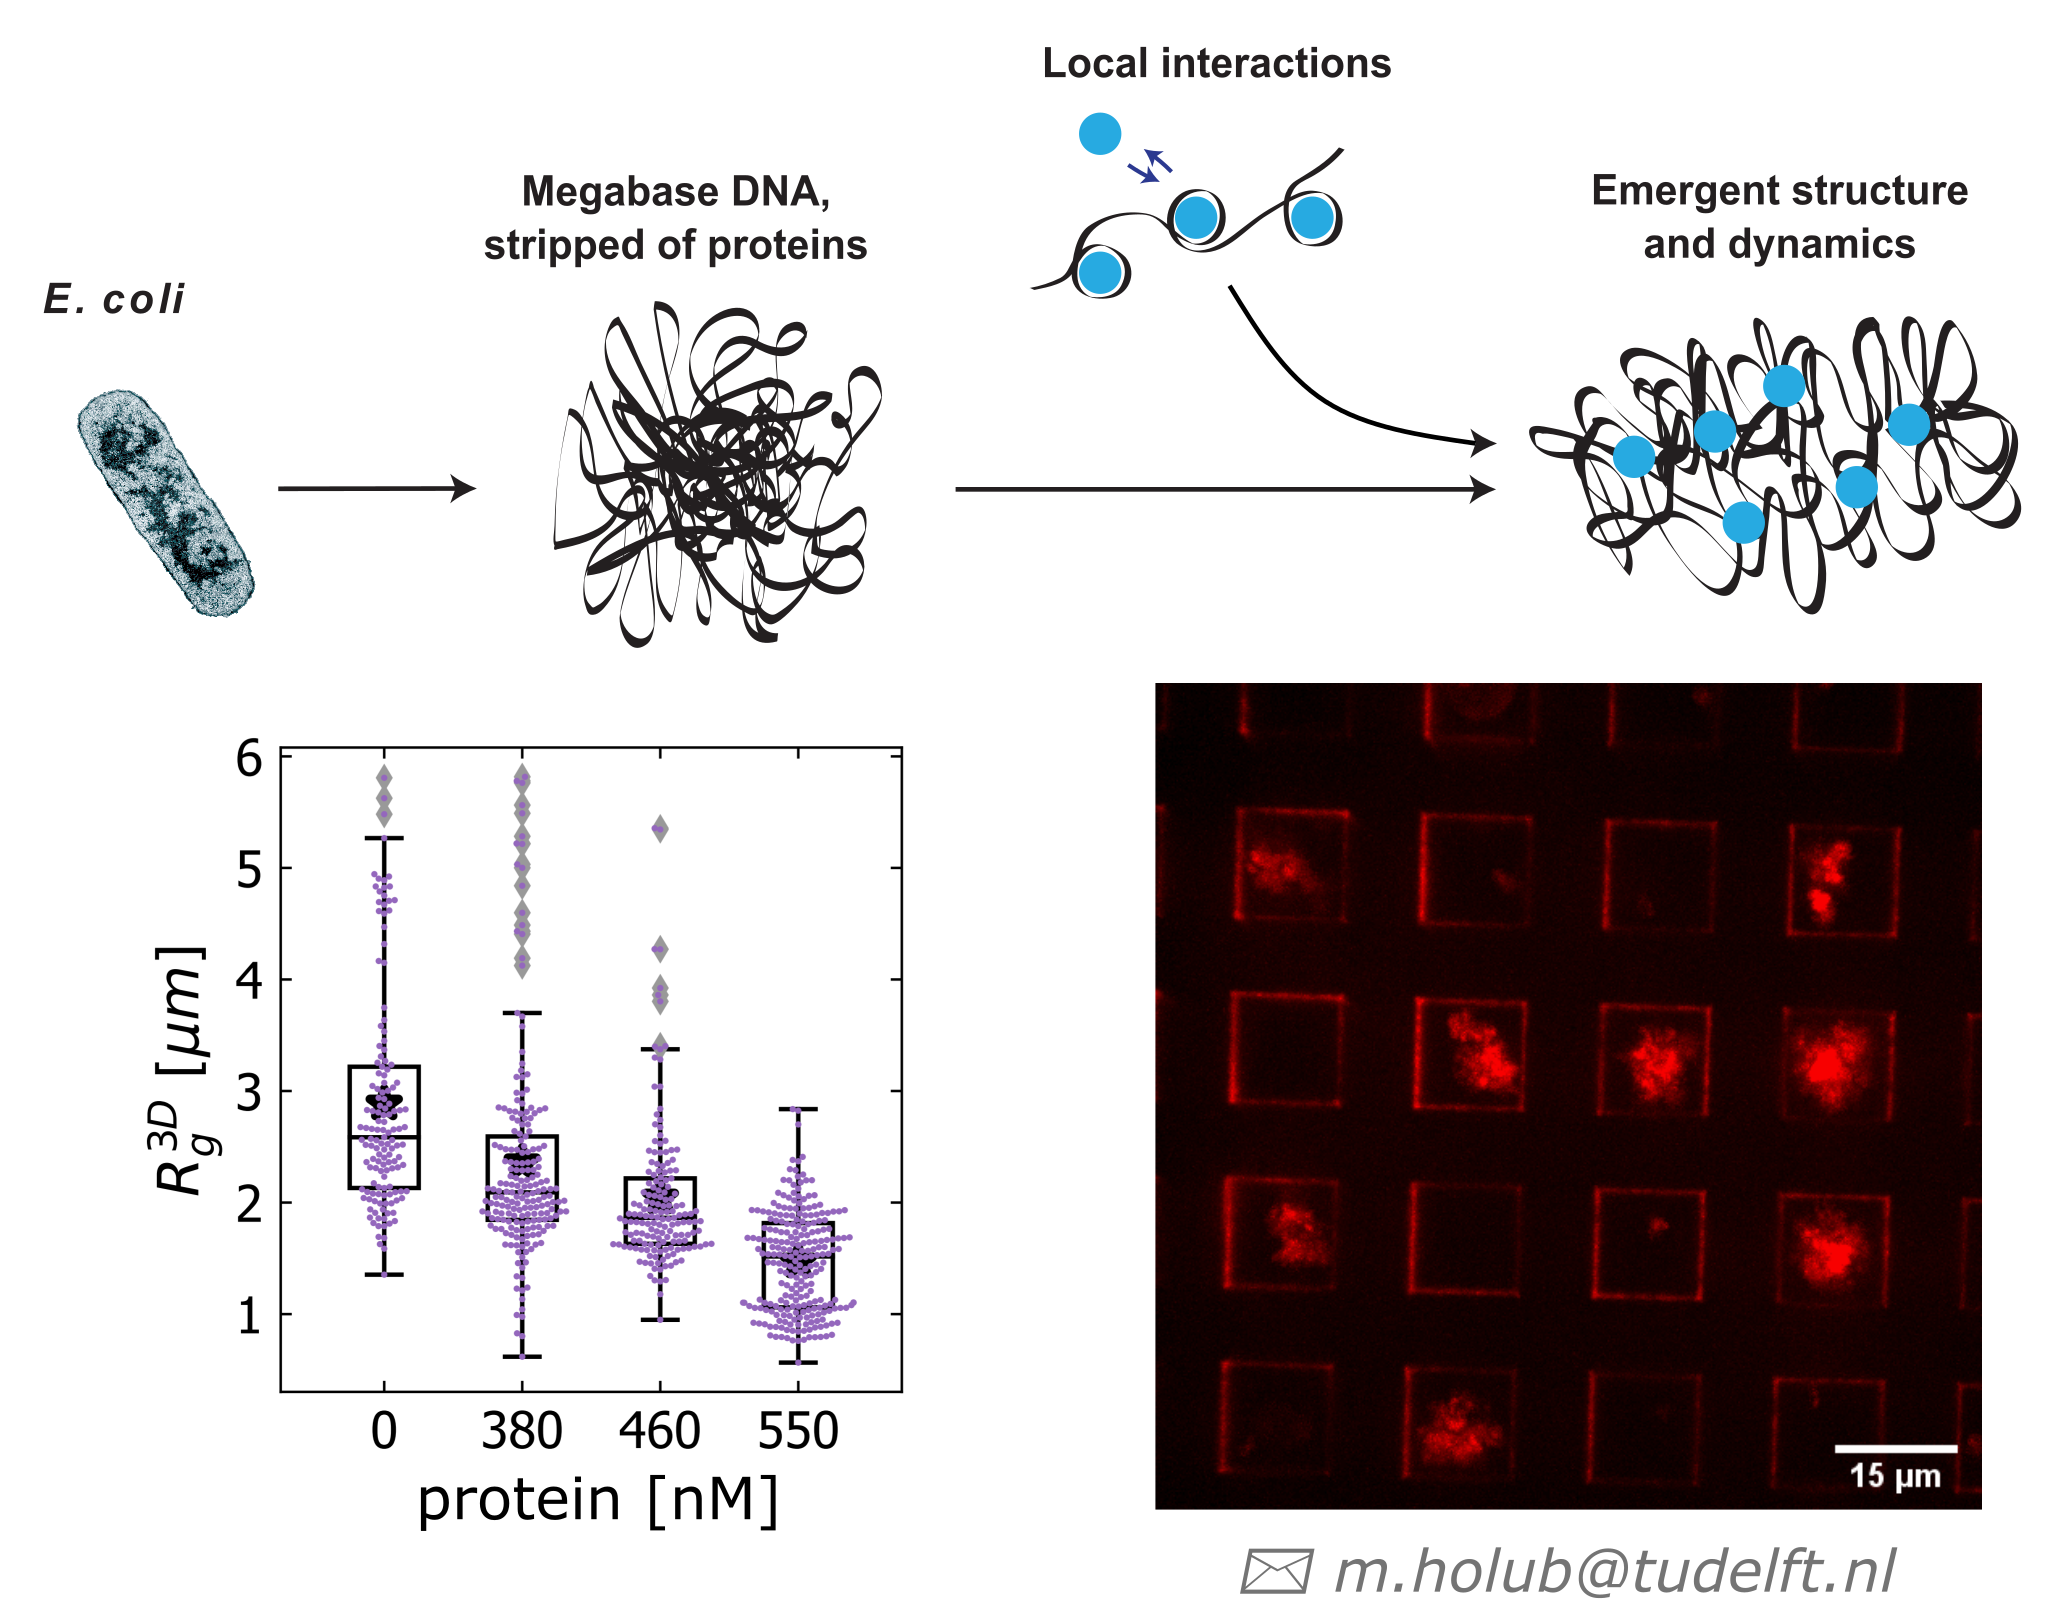 Local interactions
Megabase DNA,
stripped of proteins
Emergent structure
and dynamics
E. coli
6
5
4
3
2
1
R_g^3D [µm]
0 380 460 550
protein [nM]
15 µm
m.holub@tudelft.nl